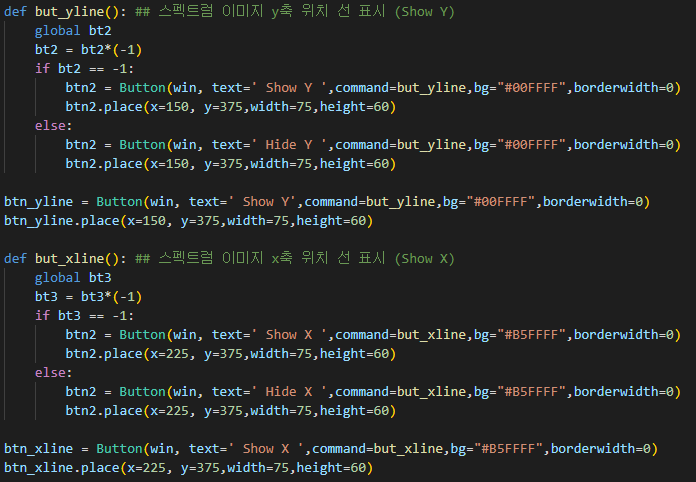 def but_yline(): ## 스펙트럼 이미지 y축 위치 선 표시 (Show Y)
    global bt2
    bt2 = bt2*(-1)
    if bt2 == -1:
        btn2 = Button(win, text=' Show Y ',command=but_yline,bg="#00FFFF",borderwidth=0)
        btn2.place(x=150, y=375,width=75,height=60)
    else:
        btn2 = Button(win, text=' Hide Y ',command=but_yline,bg="#00FFFF",borderwidth=0)
        btn2.place(x=150, y=375,width=75,height=60)
btn_yline = Button(win, text=' Show Y',command=but_yline,bg="#00FFFF",borderwidth=0)
btn_yline.place(x=150, y=375,width=75,height=60)
def but_xline(): ## 스펙트럼 이미지 x축 위치 선 표시 (Show X)
    global bt3
    bt3 = bt3*(-1)
    if bt3 == -1:
        btn2 = Button(win, text=' Show X ',command=but_xline,bg="#B5FFFF",borderwidth=0)
        btn2.place(x=225, y=375,width=75,height=60)
    else:
        btn2 = Button(win, text=' Hide X ',command=but_xline,bg="#B5FFFF",borderwidth=0)
        btn2.place(x=225, y=375,width=75,height=60)
btn_xline = Button(win, text=' Show X ',command=but_xline,bg="#B5FFFF",borderwidth=0)
btn_xline.place(x=225, y=375,width=75,height=60)